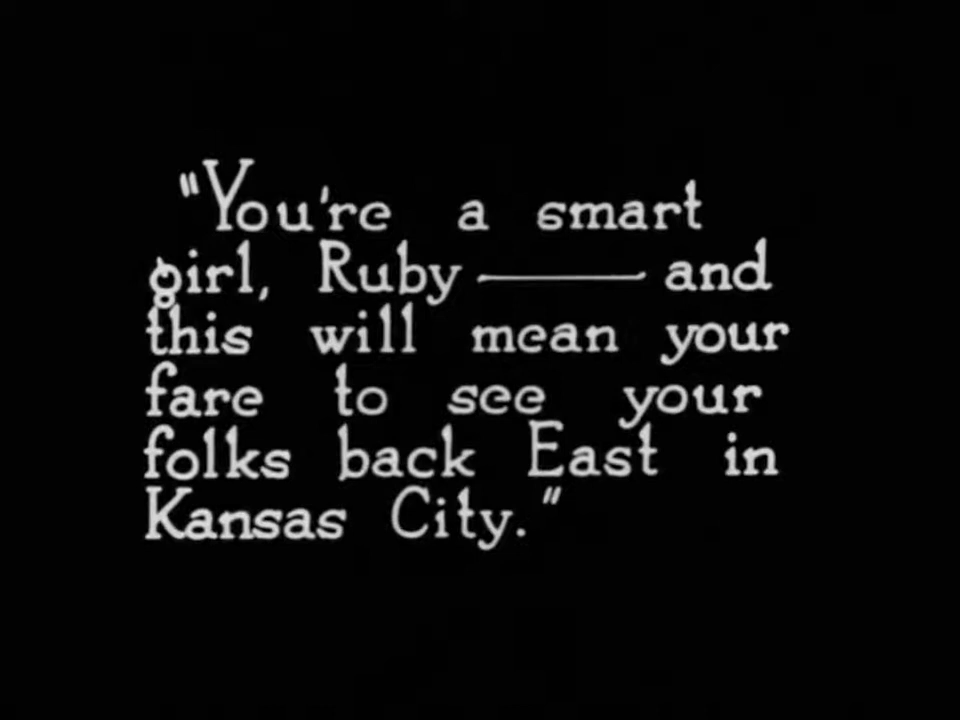 "You're a smart
girl, Ruby —— and
this will mean your
fare to see your
folks back East in
Kansas City."